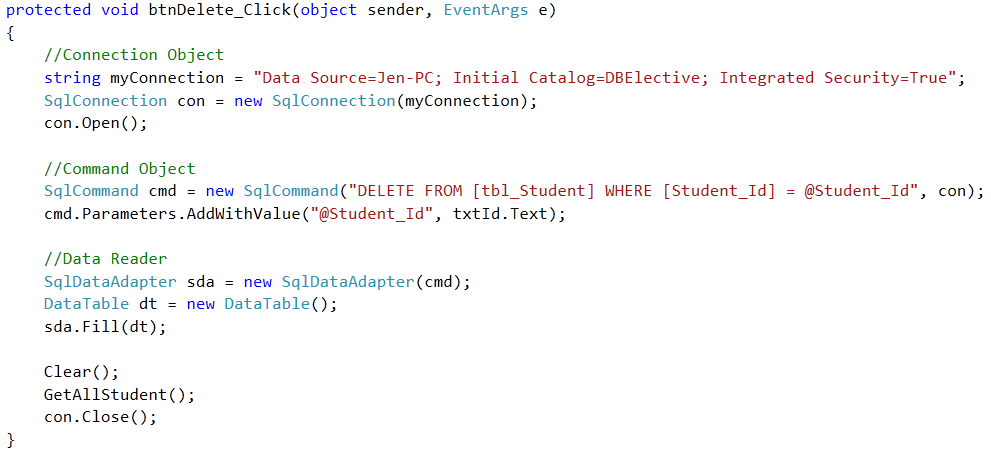 protected void btnDelete_Click(object sender, EventArgs e)
{
    //Connection Object
    string myConnection = "Data Source=Jen-PC; Initial Catalog=DBElective; Integrated Security=True";
    SqlConnection con = new SqlConnection(myConnection);
    con.Open();

    //Command Object
    SqlCommand cmd = new SqlCommand("DELETE FROM [tbl_Student] WHERE [Student_Id] = @Student_Id", con);
    cmd.Parameters.AddWithValue("@Student_Id", txtId.Text);

    //Data Reader
    SqlDataAdapter sda = new SqlDataAdapter(cmd);
    DataTable dt = new DataTable();
    sda.Fill(dt);

    Clear();
    GetAllStudent();
    con.Close();
}